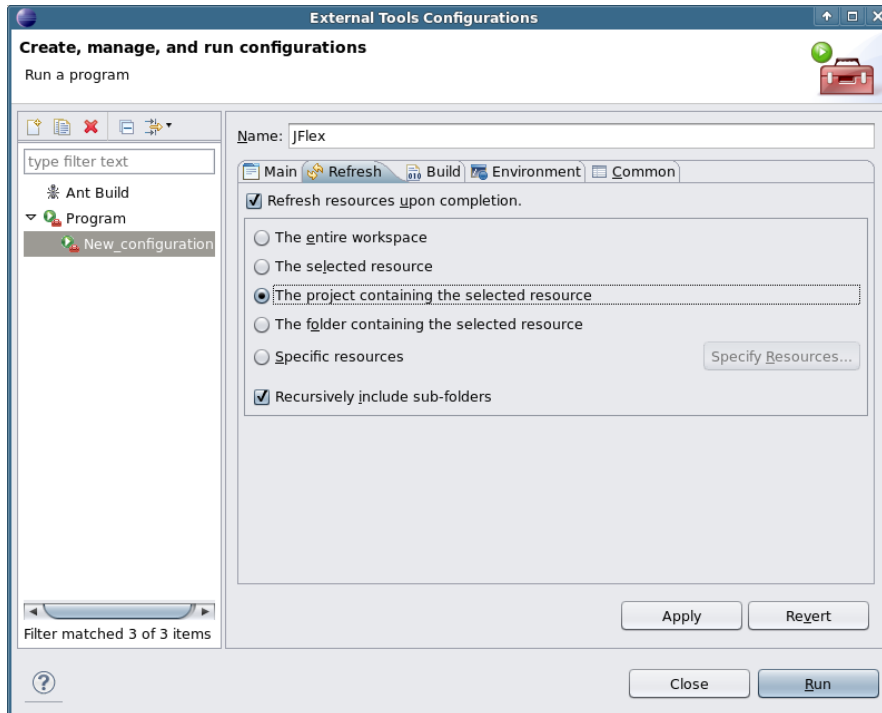 External Tools Configurations
Create, manage, and run configurations
Run a program
type filter text
Ant Build
Program
New_configuration
Filter matched 3 of 3 items
Name: JFlex
Main Refresh Build Environment Common
Refresh resources upon completion.
The entire workspace
The selected resource
The project containing the selected resource
The folder containing the selected resource
Specific resources Specify Resources...
Recursively include sub-folders
Apply Revert
Close Run